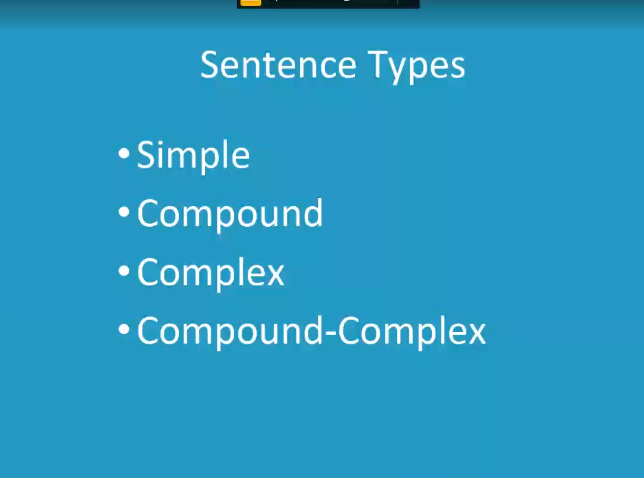 Sentence Types
• Simple
• Compound
• Complex
• Compound-Complex